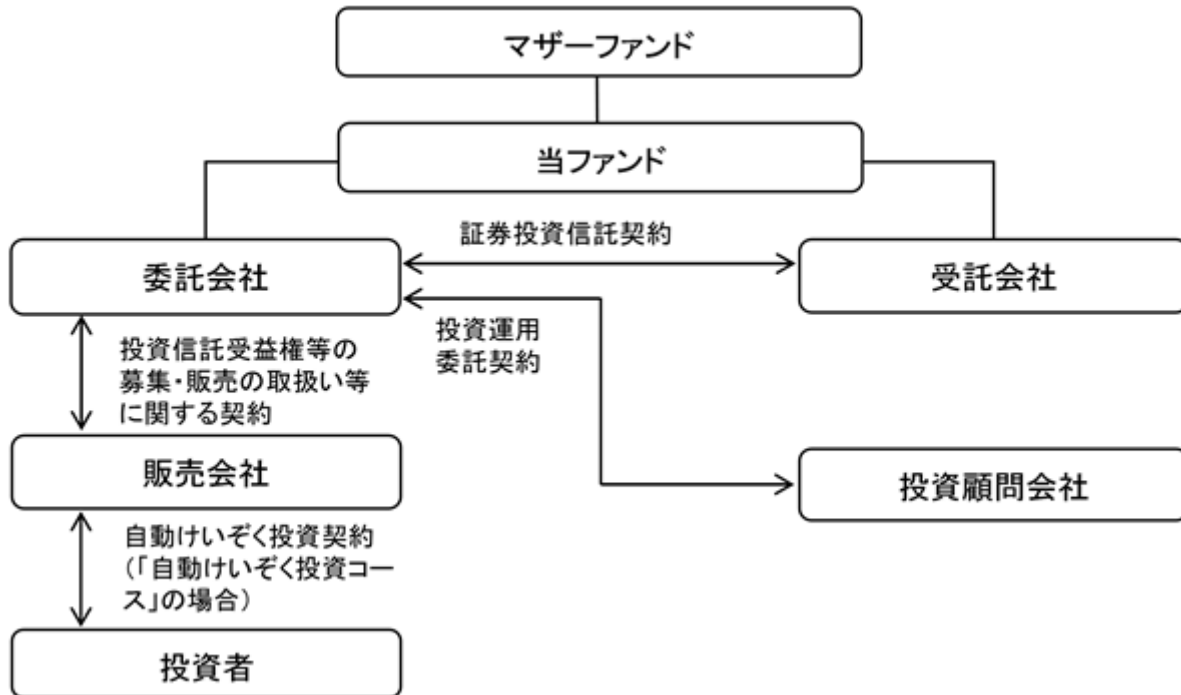 マザーファンド
当ファンド
証券投資信託契約
委託会社
受託会社
投資運用
委託契約
投資信託受益権等の
募集・販売の取扱い等
に関する契約
販売会社
投資顧問会社
自動けいぞく投資契約
(「自動けいぞく投資コー
ス」の場合)
投資者